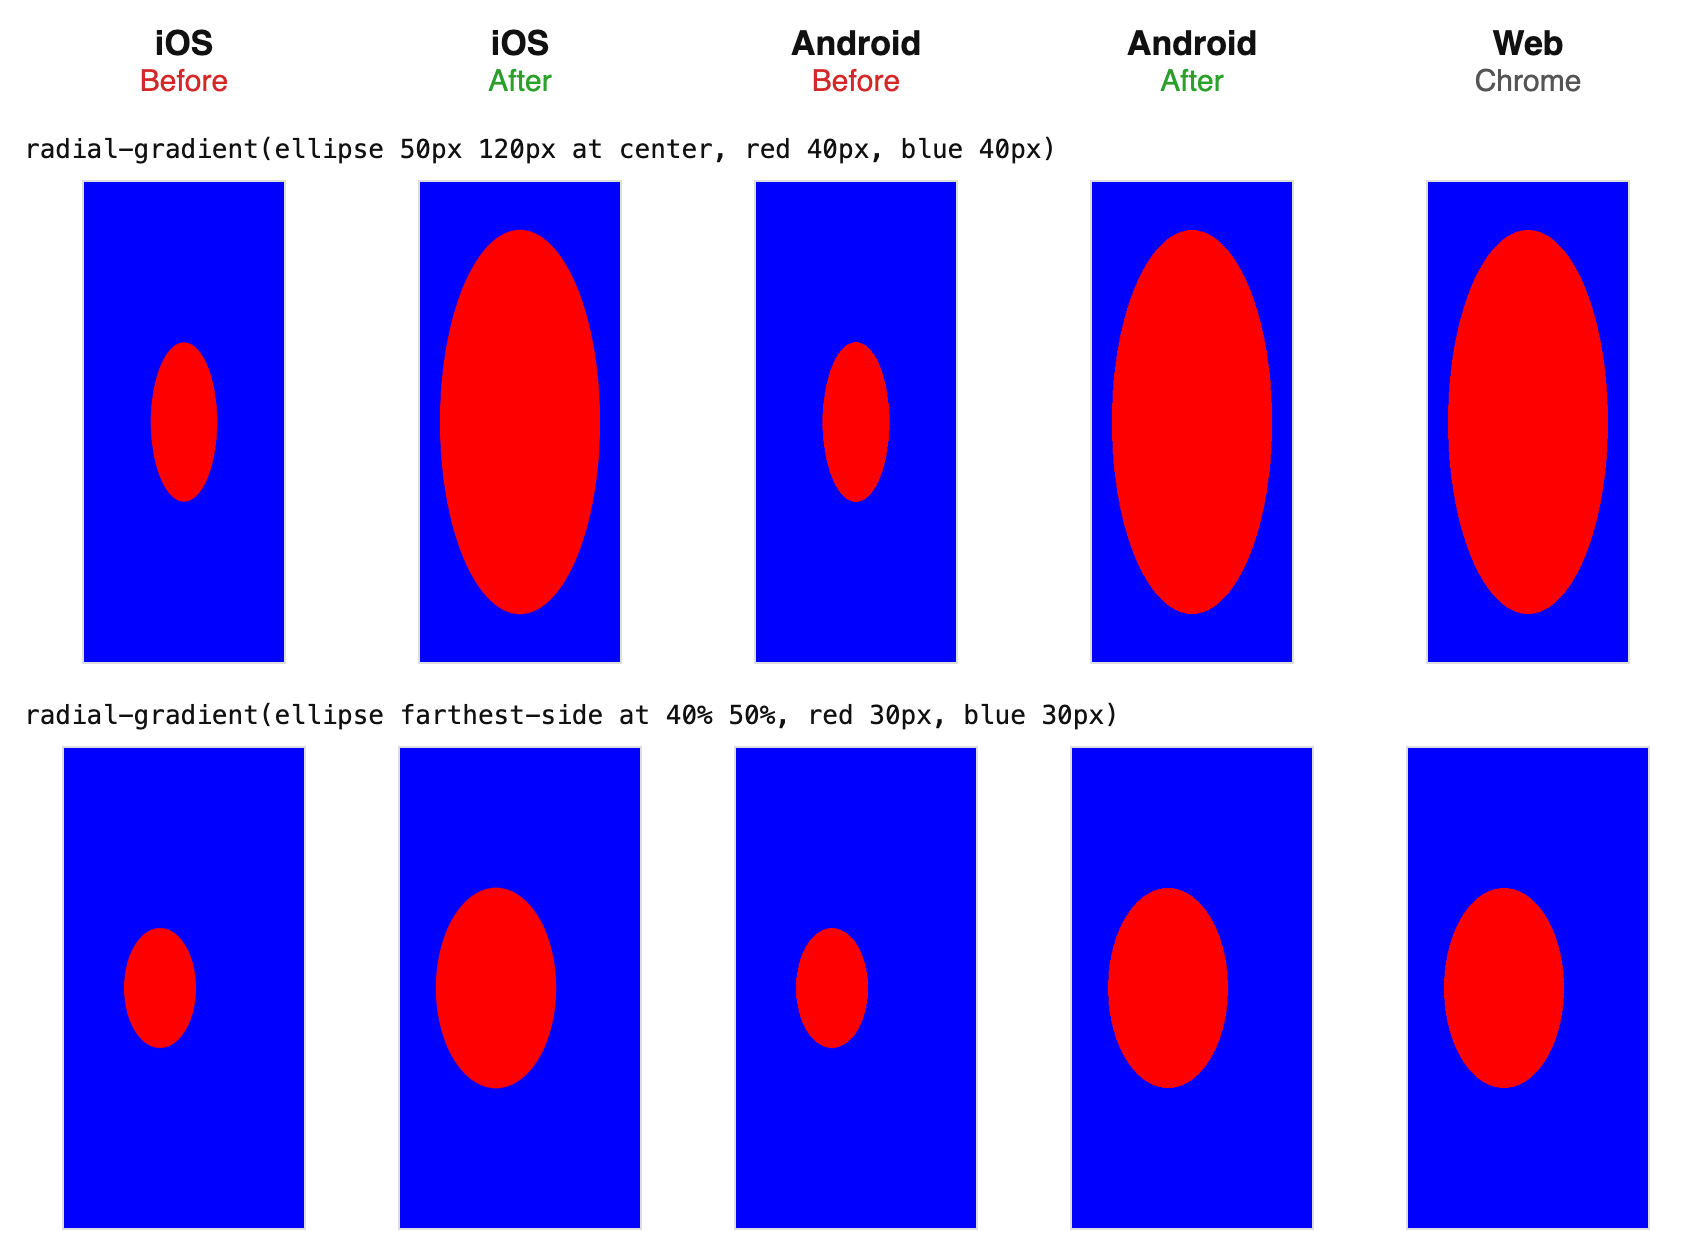 iOS iOS Android Android Web
Before After Before After Chrome
radial-gradient(ellipse 50px 120px at center, red 40px, blue 40px)
radial-gradient(ellipse farthest-side at 40% 50%, red 30px, blue 30px)